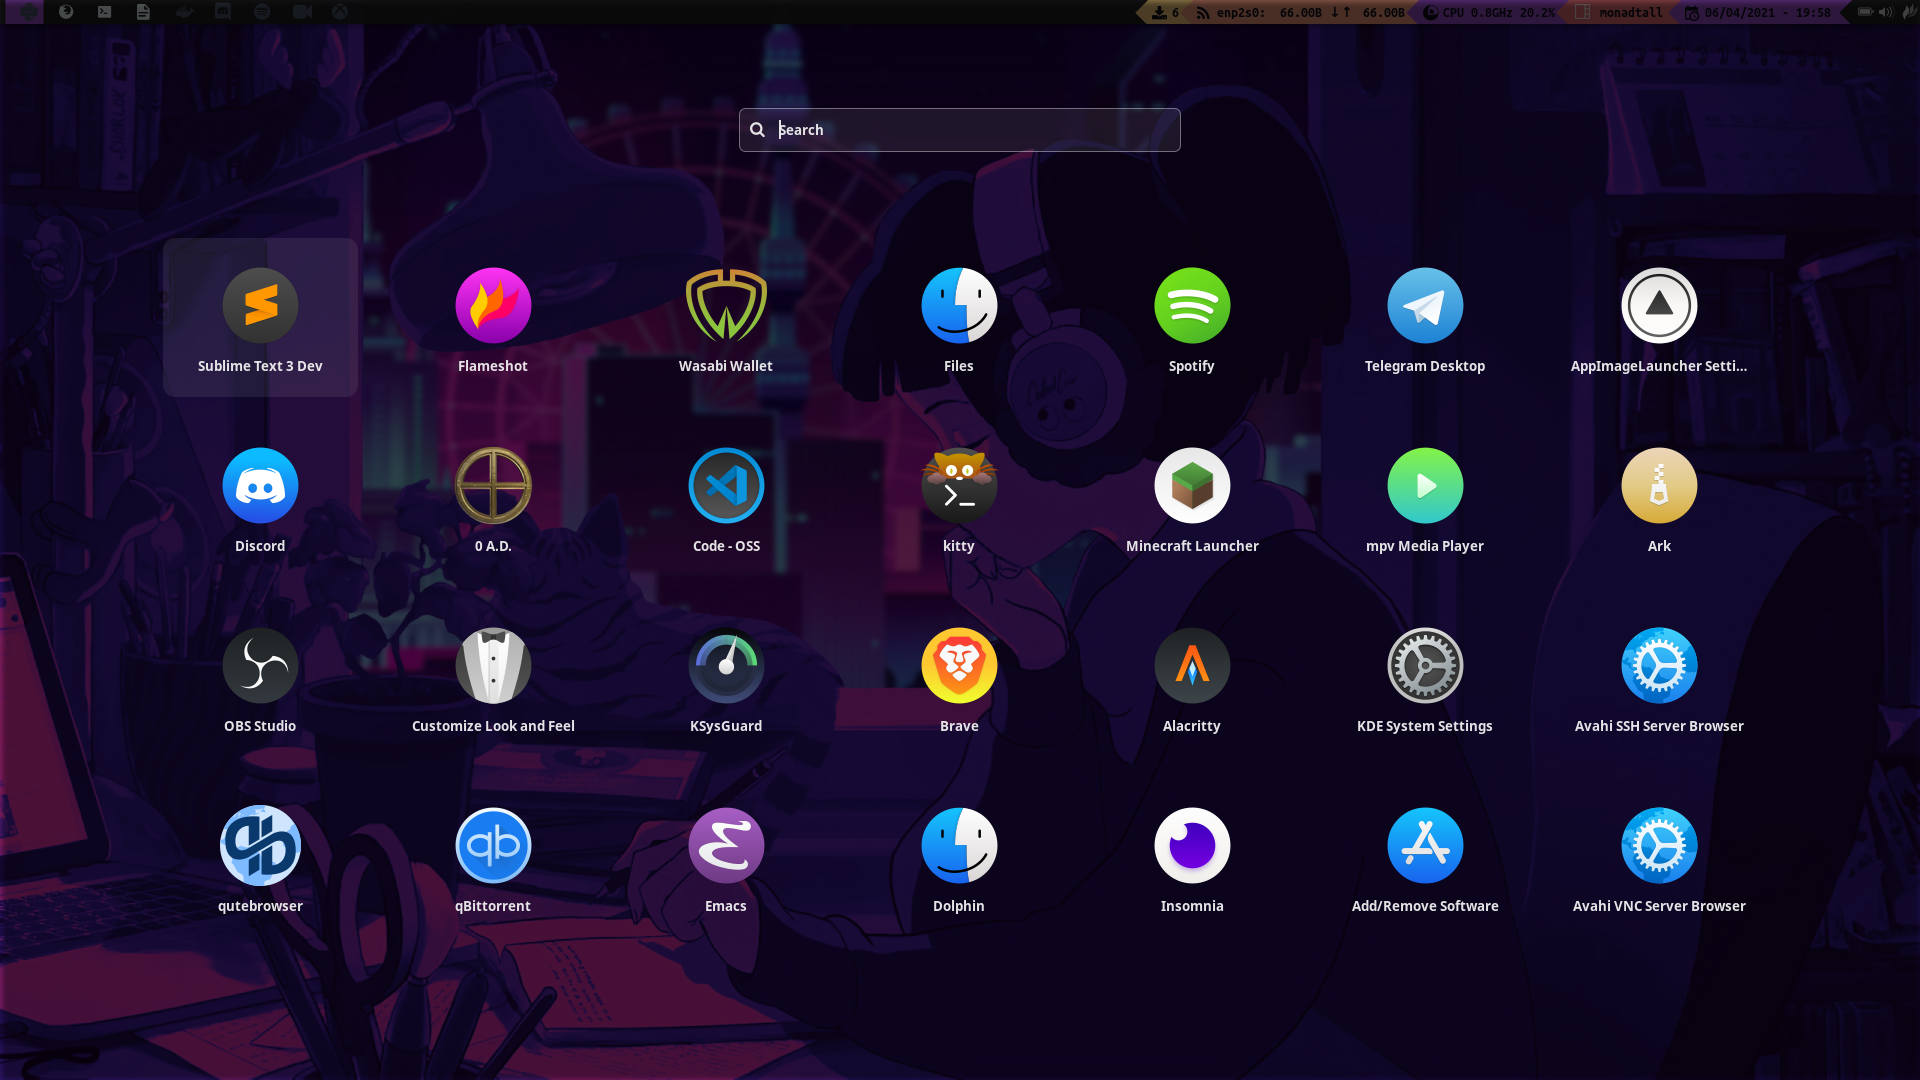 6
enp2s0: 66.00B ↓↑ 66.00B
CPU 0.8GHz 20.2%
monadtall
06/04/2021 - 19:58
Search
Sublime Text 3 Dev
Flameshot
Wasabi Wallet
Files
Spotify
Telegram Desktop
AppImageLauncher Setti...
Discord
0 A.D.
Code - OSS
kitty
Minecraft Launcher
mpv Media Player
Ark
OBS Studio
Customize Look and Feel
KSysGuard
Brave
Alacritty
KDE System Settings
Avahi SSH Server Browser
qutebrowser
qBittorrent
Emacs
Dolphin
Insomnia
Add/Remove Software
Avahi VNC Server Browser